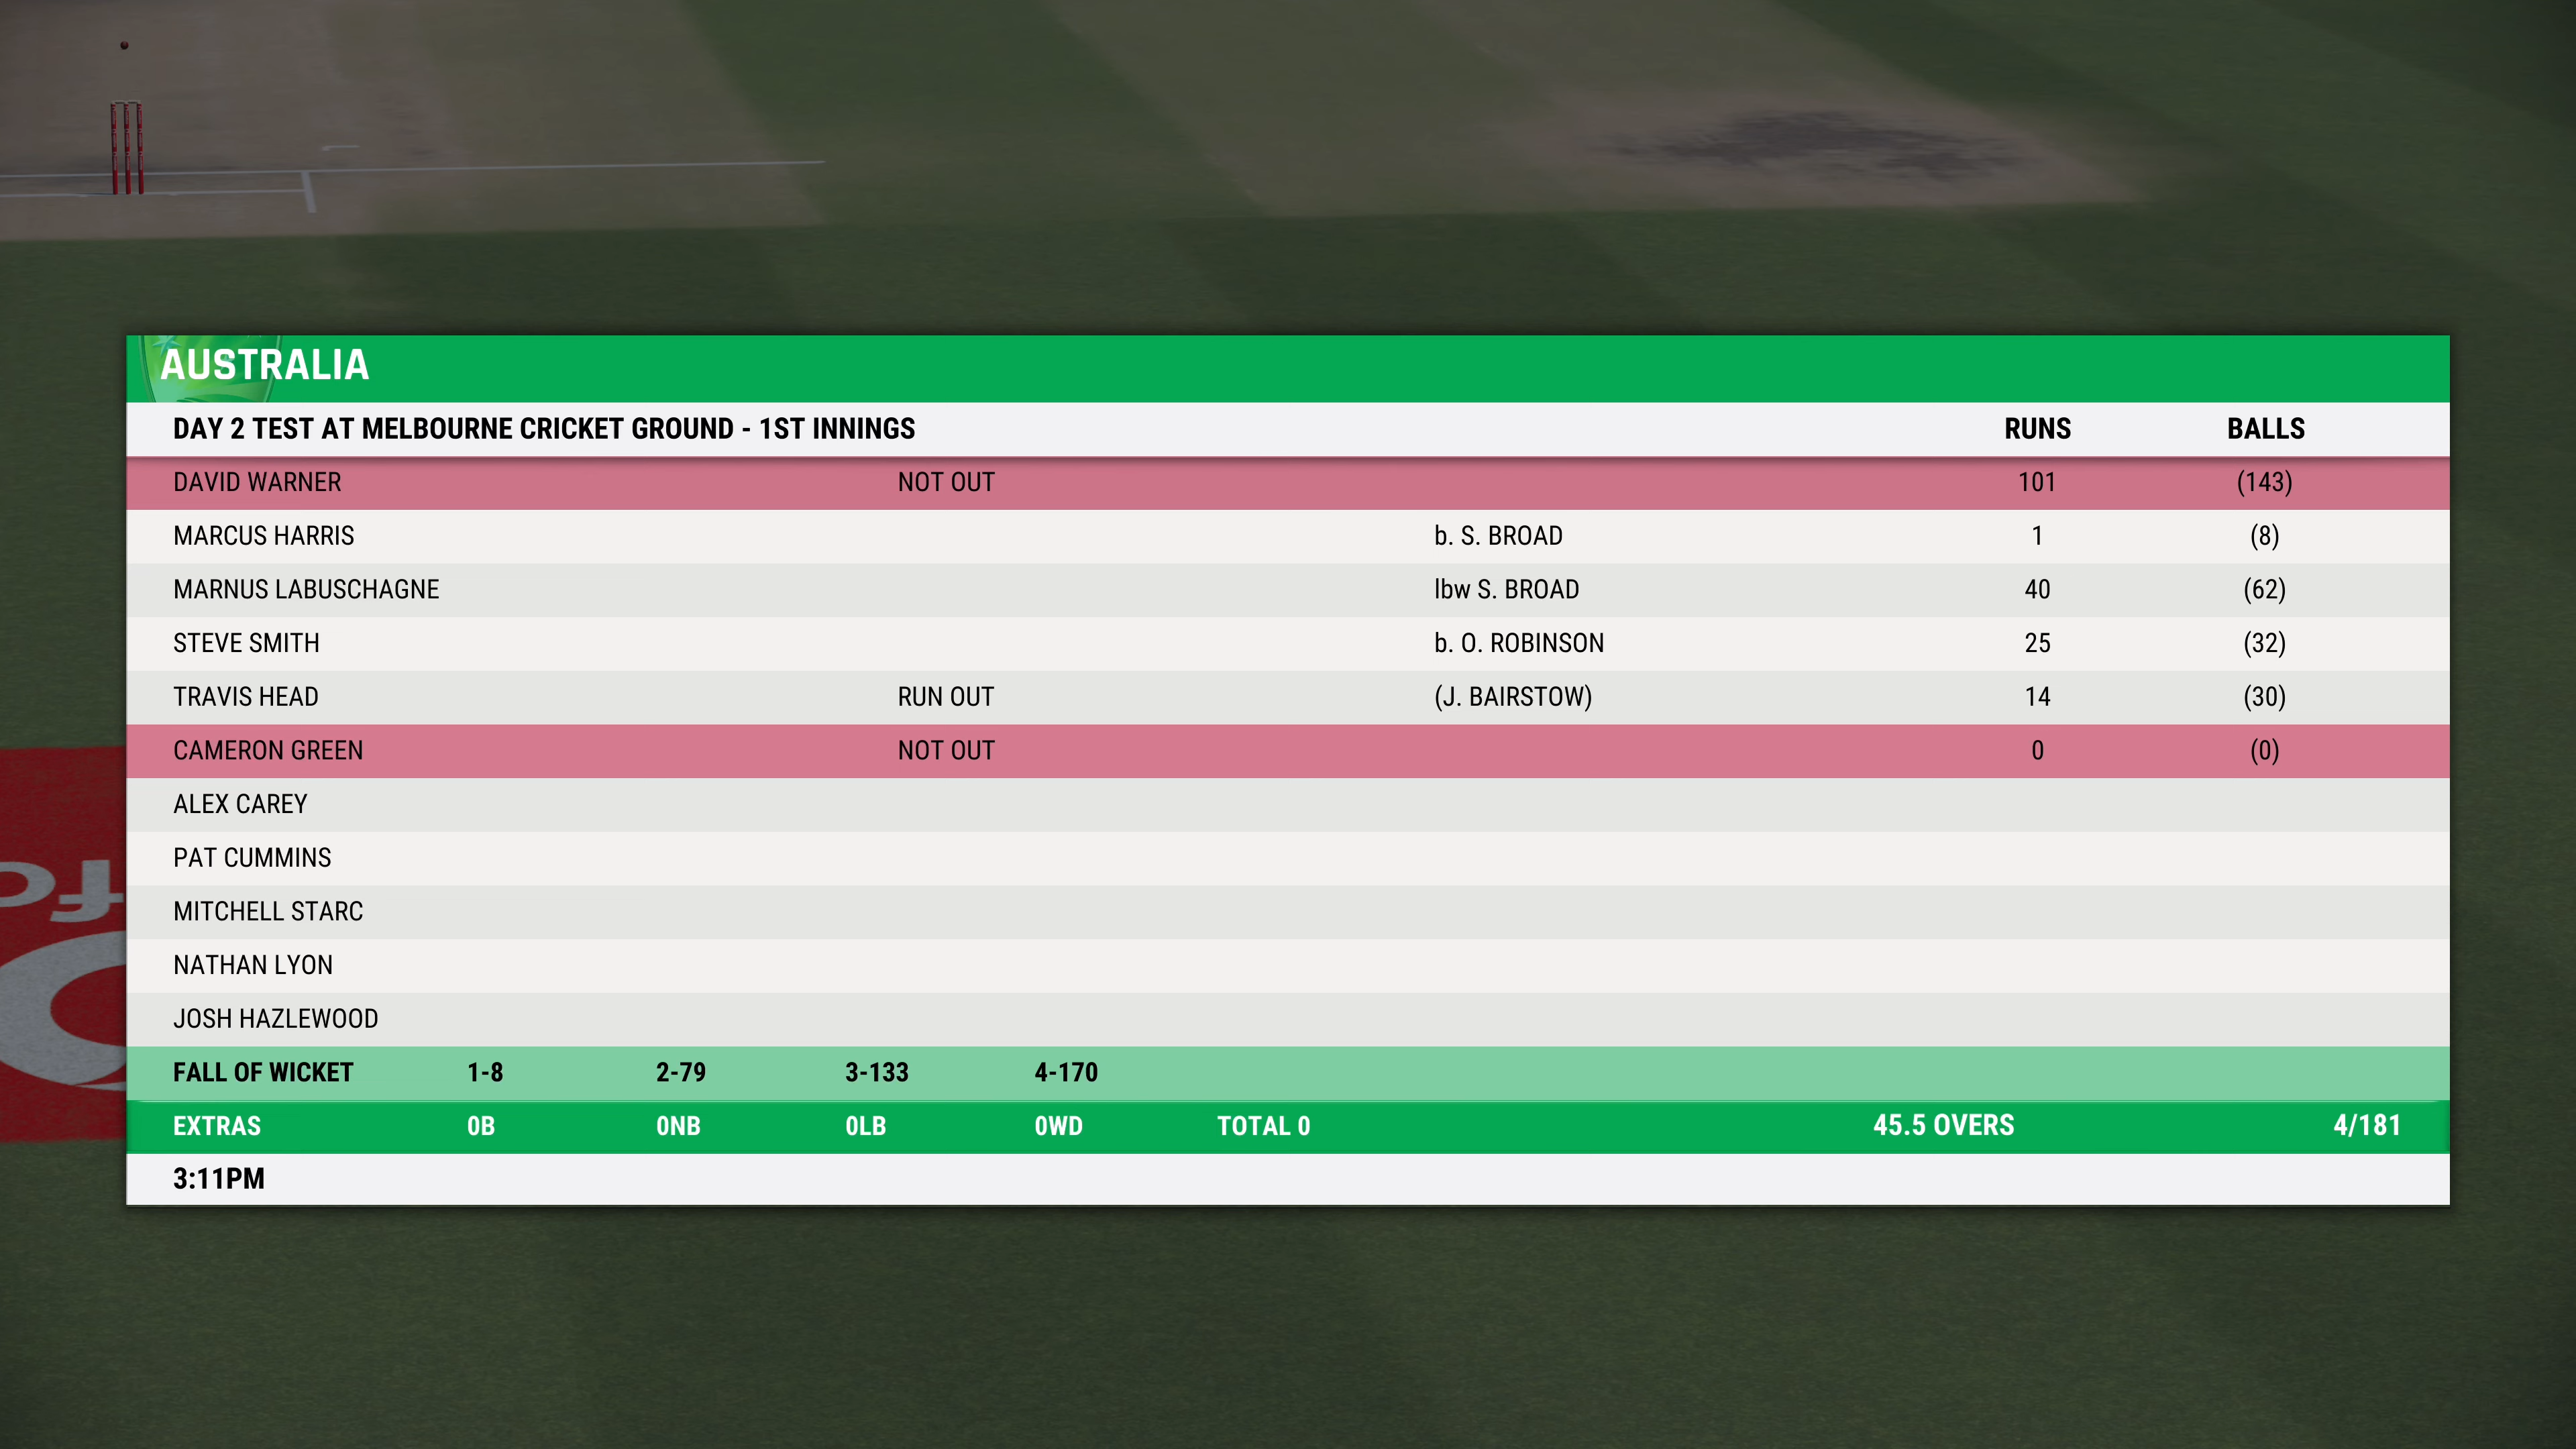 AUSTRALIA
DAY 2 TEST AT MELBOURNE CRICKET GROUND - 1ST INNINGS RUNS BALLS
DAVID WARNER NOT OUT 101 (143)
MARCUS HARRIS b. S. BROAD 1 (8)
MARNUS LABUSCHAGNE lbw S. BROAD 40 (62)
STEVE SMITH b. O. ROBINSON 25 (32)
TRAVIS HEAD RUN OUT (J. BAIRSTOW) 14 (30)
CAMERON GREEN NOT OUT 0 (0)
ALEX CAREY
PAT CUMMINS
MITCHELL STARC
NATHAN LYON
JOSH HAZLEWOOD
FALL OF WICKET 1-8 2-79 3-133 4-170
EXTRAS 0B 0NB 0LB 0WD TOTAL 0 45.5 OVERS 4/181
3:11PM